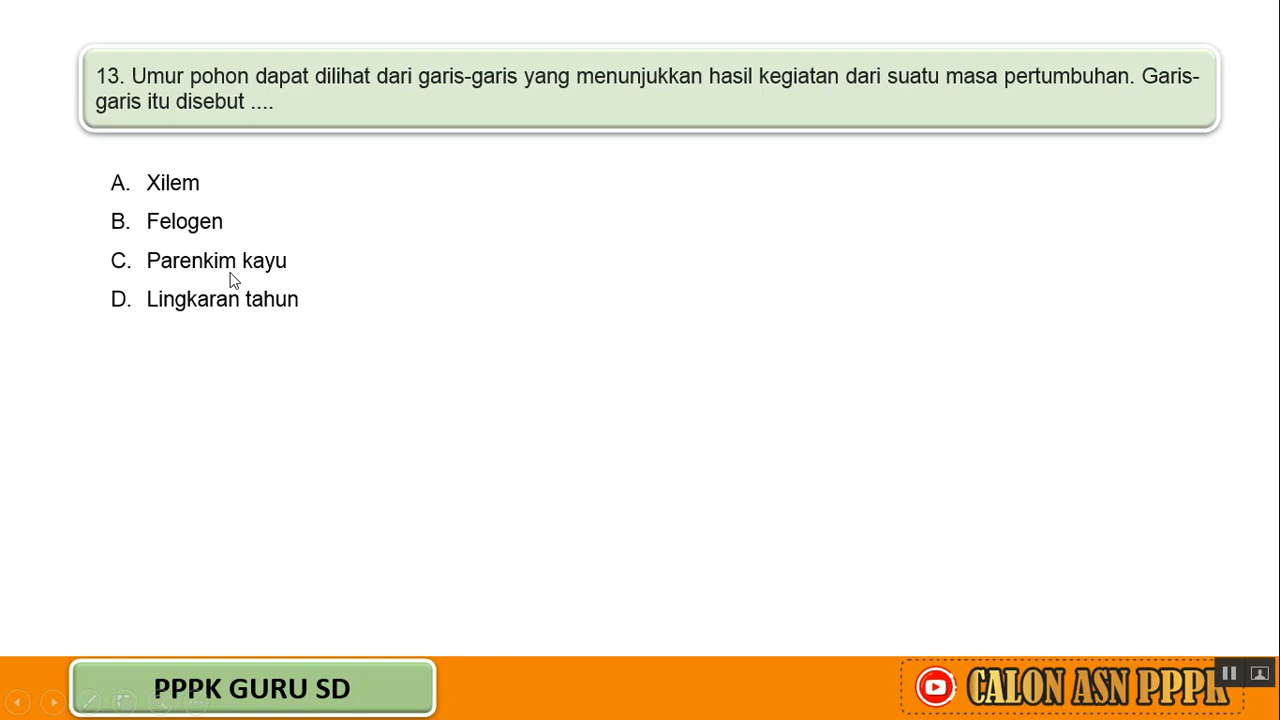 13. Umur pohon dapat dilihat dari garis-garis yang menunjukkan hasil kegiatan dari suatu masa pertumbuhan. Garis-
garis itu disebut ....
A. Xilem
B. Felogen
C. Parenkim kayu
D. Lingkaran tahun
PPPK GURU SD
CALON ASN PPPK